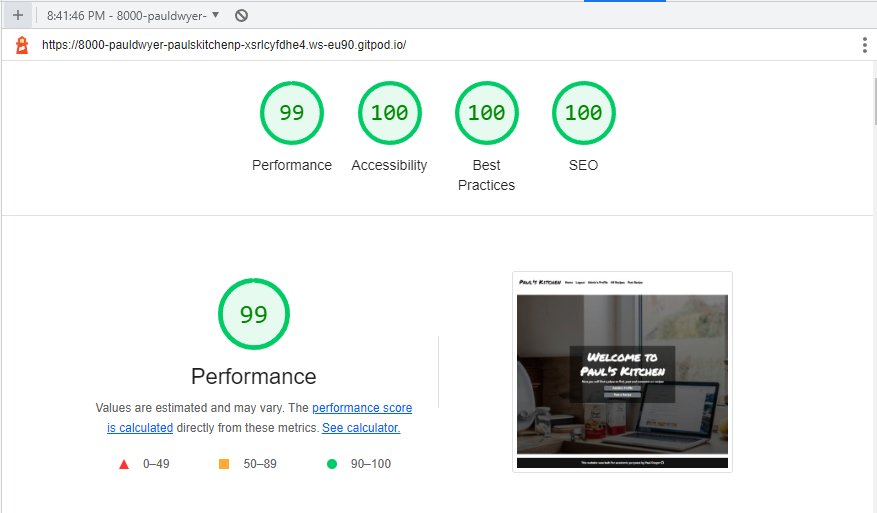 8:41:46 PM - 8000-pauldwyer-
https://8000-pauldwyer-paulskitchenp-xsrlcyfdhe4.ws-eu90.gitpod.io/
99
100
100
100
Performance
Accessibility
Best
Practices
SEO
99
Performance
Values are estimated and may vary. The performance score
is calculated directly from these metrics. See calculator.
0–49
50–89
90–100
Paul's Kitchen Home Logout Admin's Profile All Recipes Post Recipe
Welcome to
Paul's Kitchen